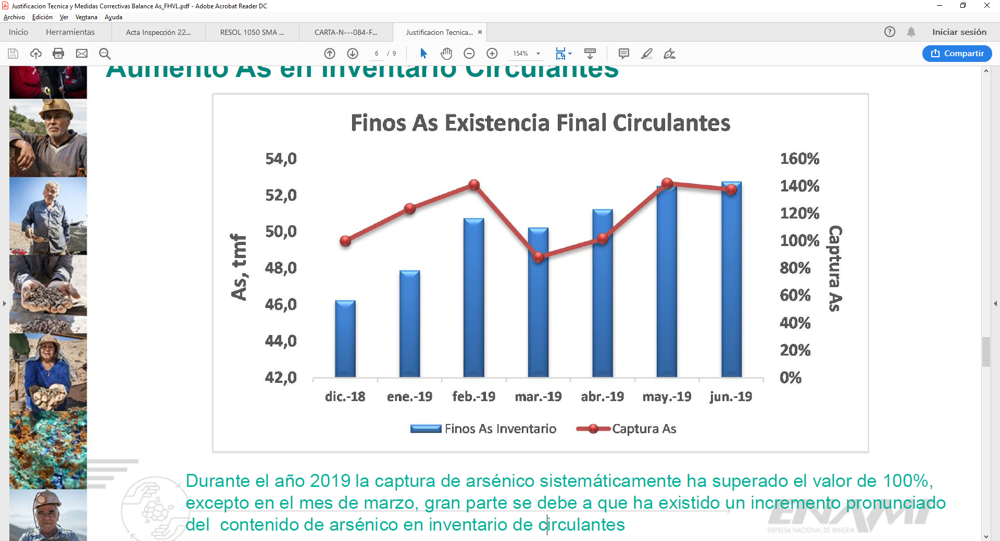 Justificacion Tecnica y Medidas Correctivas Balance As_FHVL.pdf - Adobe Acrobat Reader DC
Archivo Edición Ver Ventana Ayuda
Inicio Herramientas Acta Inspección 22... RESOL 1050 SMA ... CARTA-N---084-F... Justificacion Tecnica... × Iniciar sesión
6 / 9 154% Compartir
Aumento As en Inventario Circulantes
Finos As Existencia Final Circulantes
54,0 160%
52,0 140%
50,0 120%
48,0 100%
46,0 80%
44,0 60%
42,0 40%
20%
0%
As, tmf
Captura As
dic.-18 ene.-19 feb.-19 mar.-19 abr.-19 may.-19 jun.-19
Finos As Inventario Captura As
Durante el año 2019 la captura de arsénico sistemáticamente ha superado el valor de 100%,
excepto en el mes de marzo, gran parte se debe a que ha existido un incremento pronunciado
del contenido de arsénico en inventario de circulantes
ENAMI
EMPRESA NACIONAL DE MINERIA